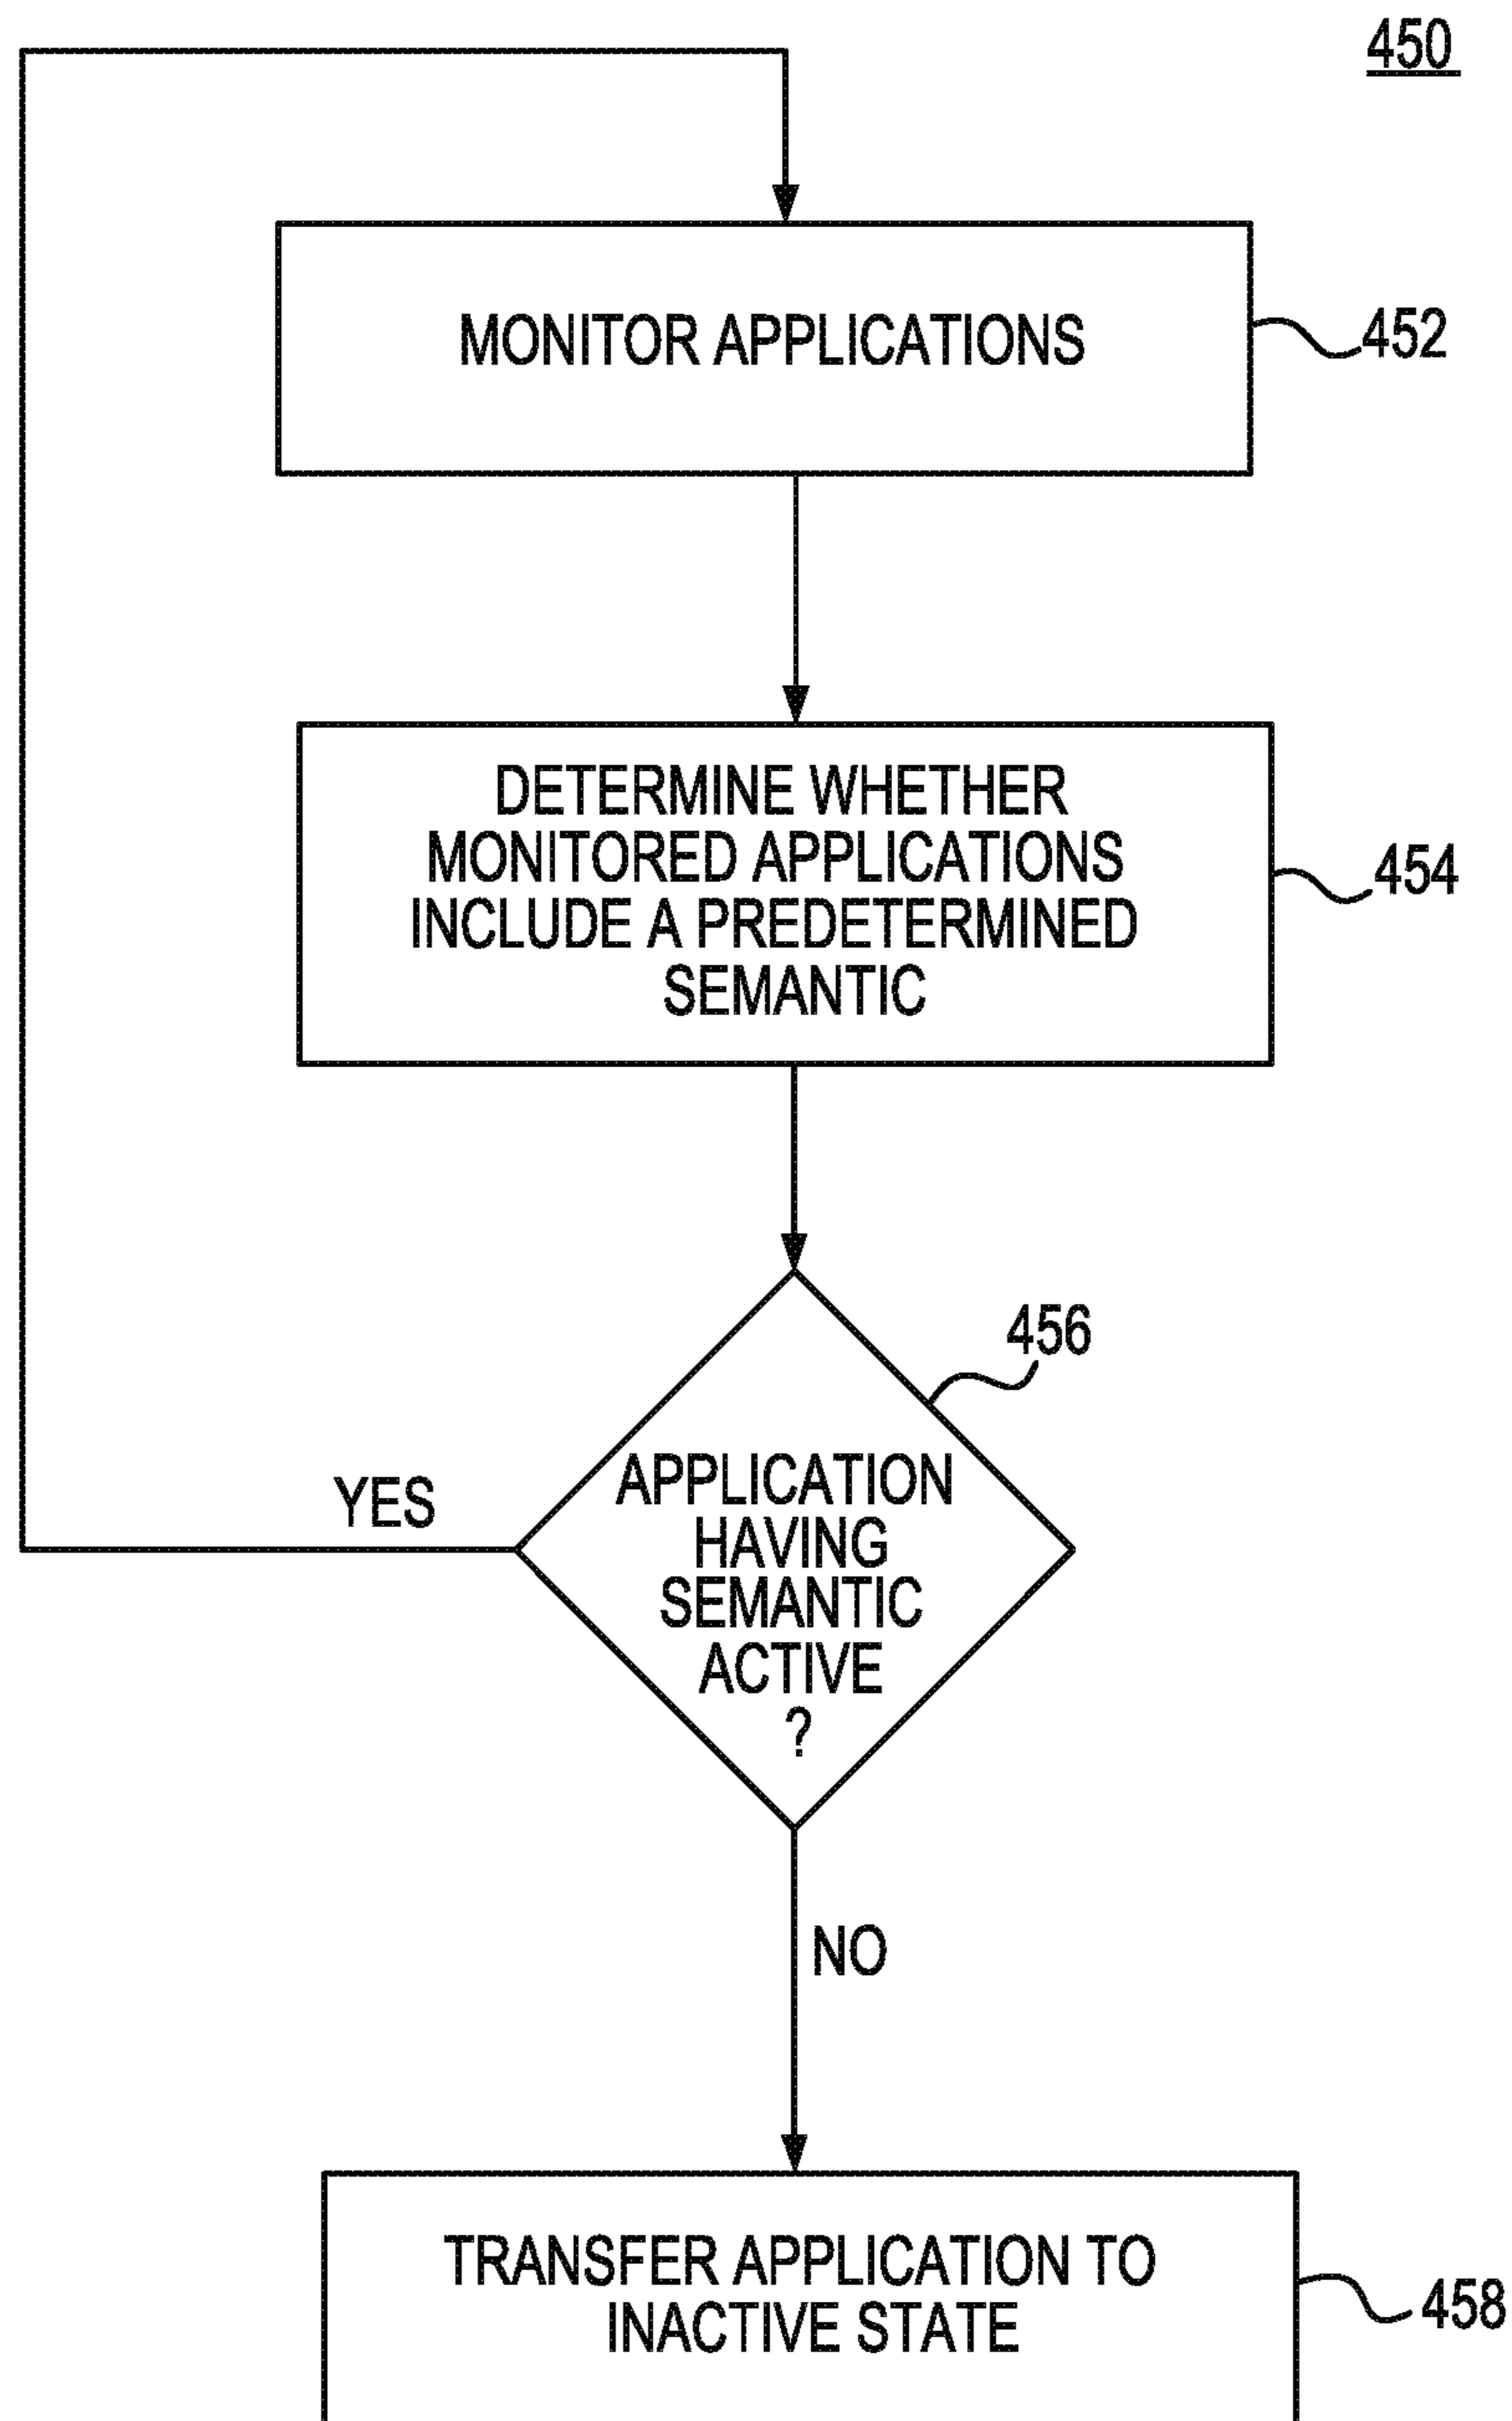 450
MONITOR APPLICATIONS
452
DETERMINE WHETHER
MONITORED APPLICATIONS
INCLUDE A PREDETERMINED
SEMANTIC
454
456
APPLICATION
HAVING
SEMANTIC
ACTIVE
?
YES
NO
TRANSFER APPLICATION TO
INACTIVE STATE
458